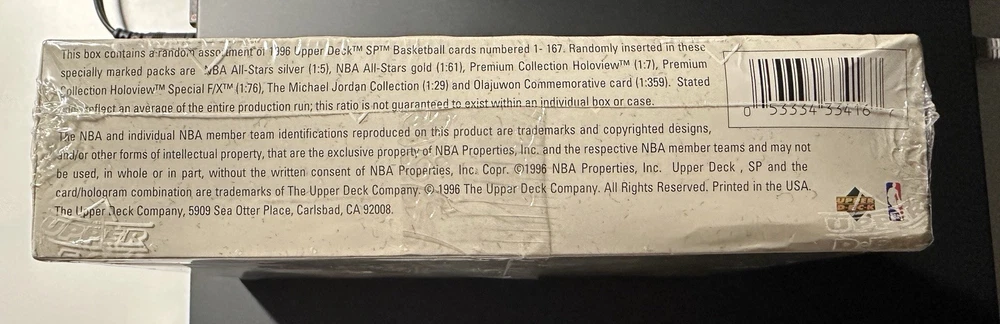 This box contains a random assortment of 1996 Upper Deck™ SP™ Basketball cards numbered 1- 167. Randomly inserted in these
specially marked packs are NBA All-Stars silver (1:5), NBA All-Stars gold (1:61), Premium Collection Holoview™ (1:7), Premium
Collection Holoview™ Special F/X™ (1:76), The Michael Jordan Collection (1:29) and Olajuwon Commemorative card (1:359). Stated
reflect an average of the entire production run; this ratio is not guaranteed to exist within an individual box or case.
0 53334 33416
The NBA and individual NBA member team identifications reproduced on this product are trademarks and copyrighted designs,
and/or other forms of intellectual property, that are the exclusive property of NBA Properties, Inc. and the respective NBA member teams and may not
be used, in whole or in part, without the written consent of NBA Properties, Inc. Copr. ©1996 NBA Properties, Inc. Upper Deck , SP and the
card/hologram combination are trademarks of The Upper Deck Company. © 1996 The Upper Deck Company. All Rights Reserved. Printed in the USA.
The Upper Deck Company, 5909 Sea Otter Place, Carlsbad, CA 92008.
UPPER
DECK
UPPER